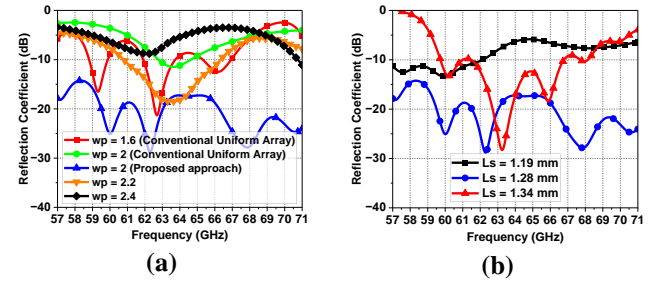 Reflection Coefficient (dB)
0
−10
−20
−30
−40
wp = 1.6 (Conventional Uniform Array)
wp = 2 (Conventional Uniform Array)
wp = 2 (Proposed approach)
wp = 2.2
wp = 2.4
57 58 59 60 61 62 63 64 65 66 67 68 69 70 71
Frequency (GHz)
(a)
Reflection Coefficient (dB)
0
−10
−20
−30
−40
Ls = 1.19 mm
Ls = 1.28 mm
Ls = 1.34 mm
57 58 59 60 61 62 63 64 65 66 67 68 69 70 71
Frequency (GHz)
(b)